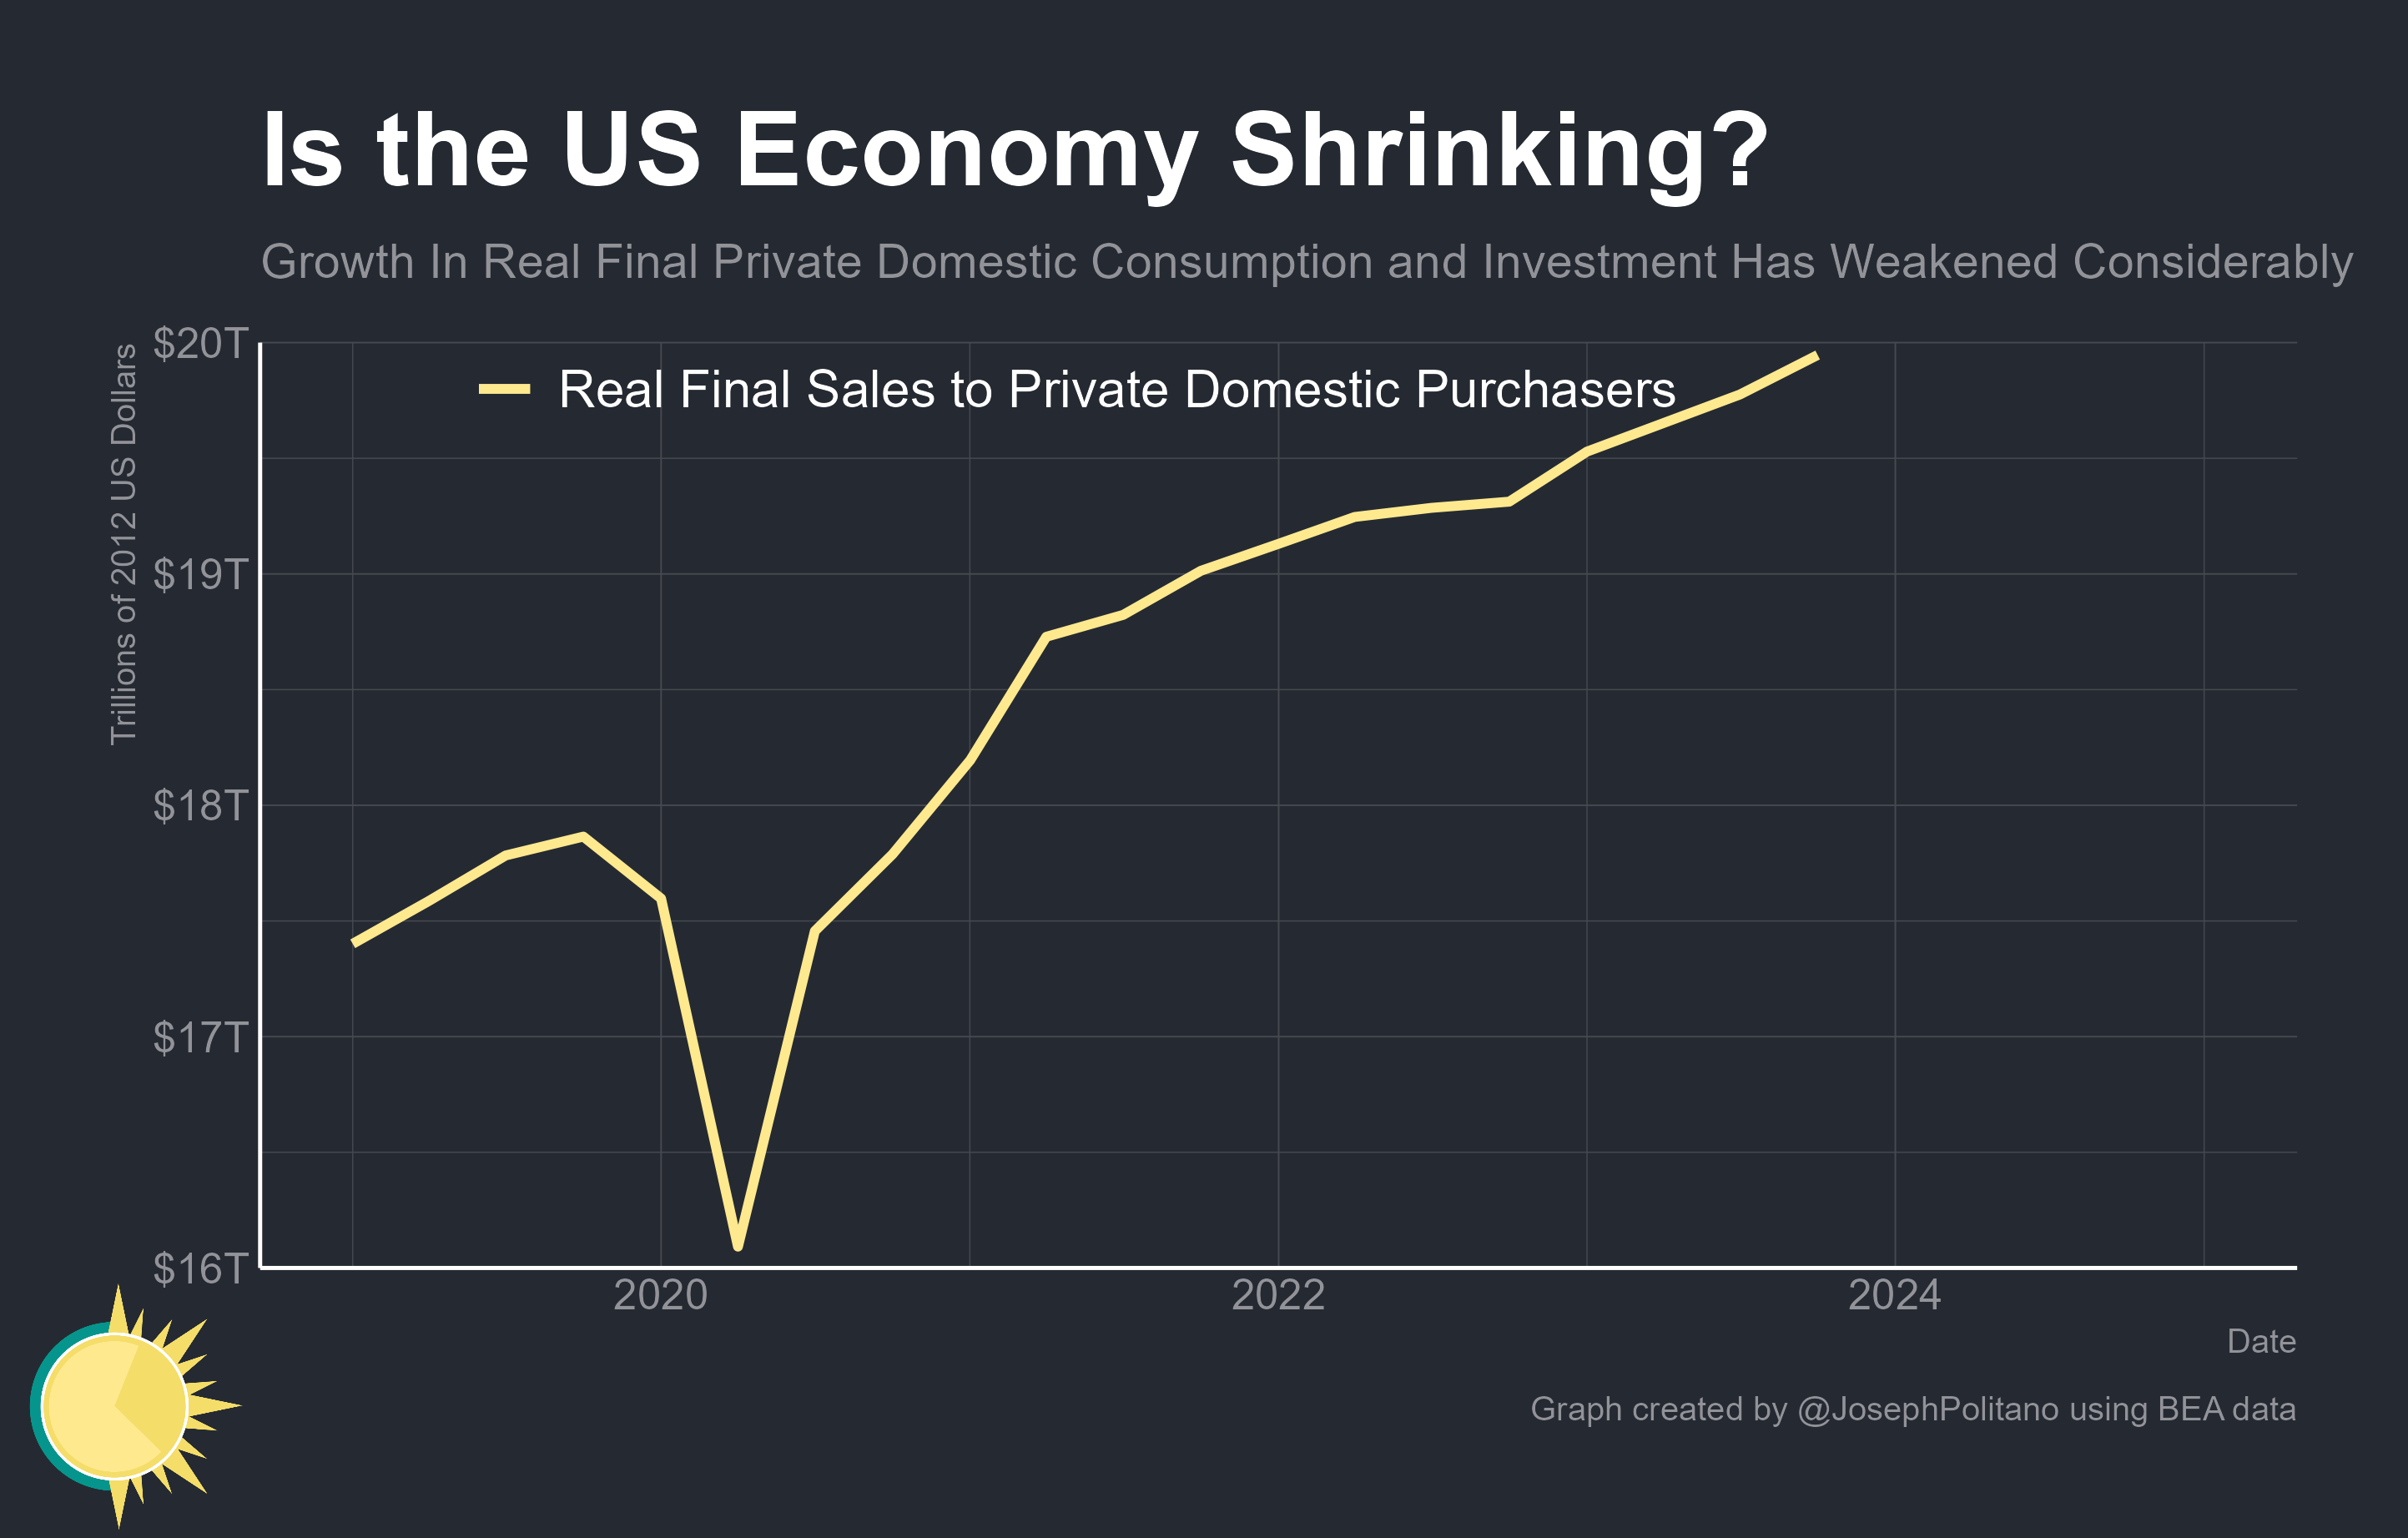 Is the US Economy Shrinking?
Growth In Real Final Private Domestic Consumption and Investment Has Weakened Considerably
Trillions of 2012 US Dollars
$20T
$19T
$18T
$17T
$16T
Real Final Sales to Private Domestic Purchasers
2020
2022
2024
Date
Graph created by @JosephPolitano using BEA data